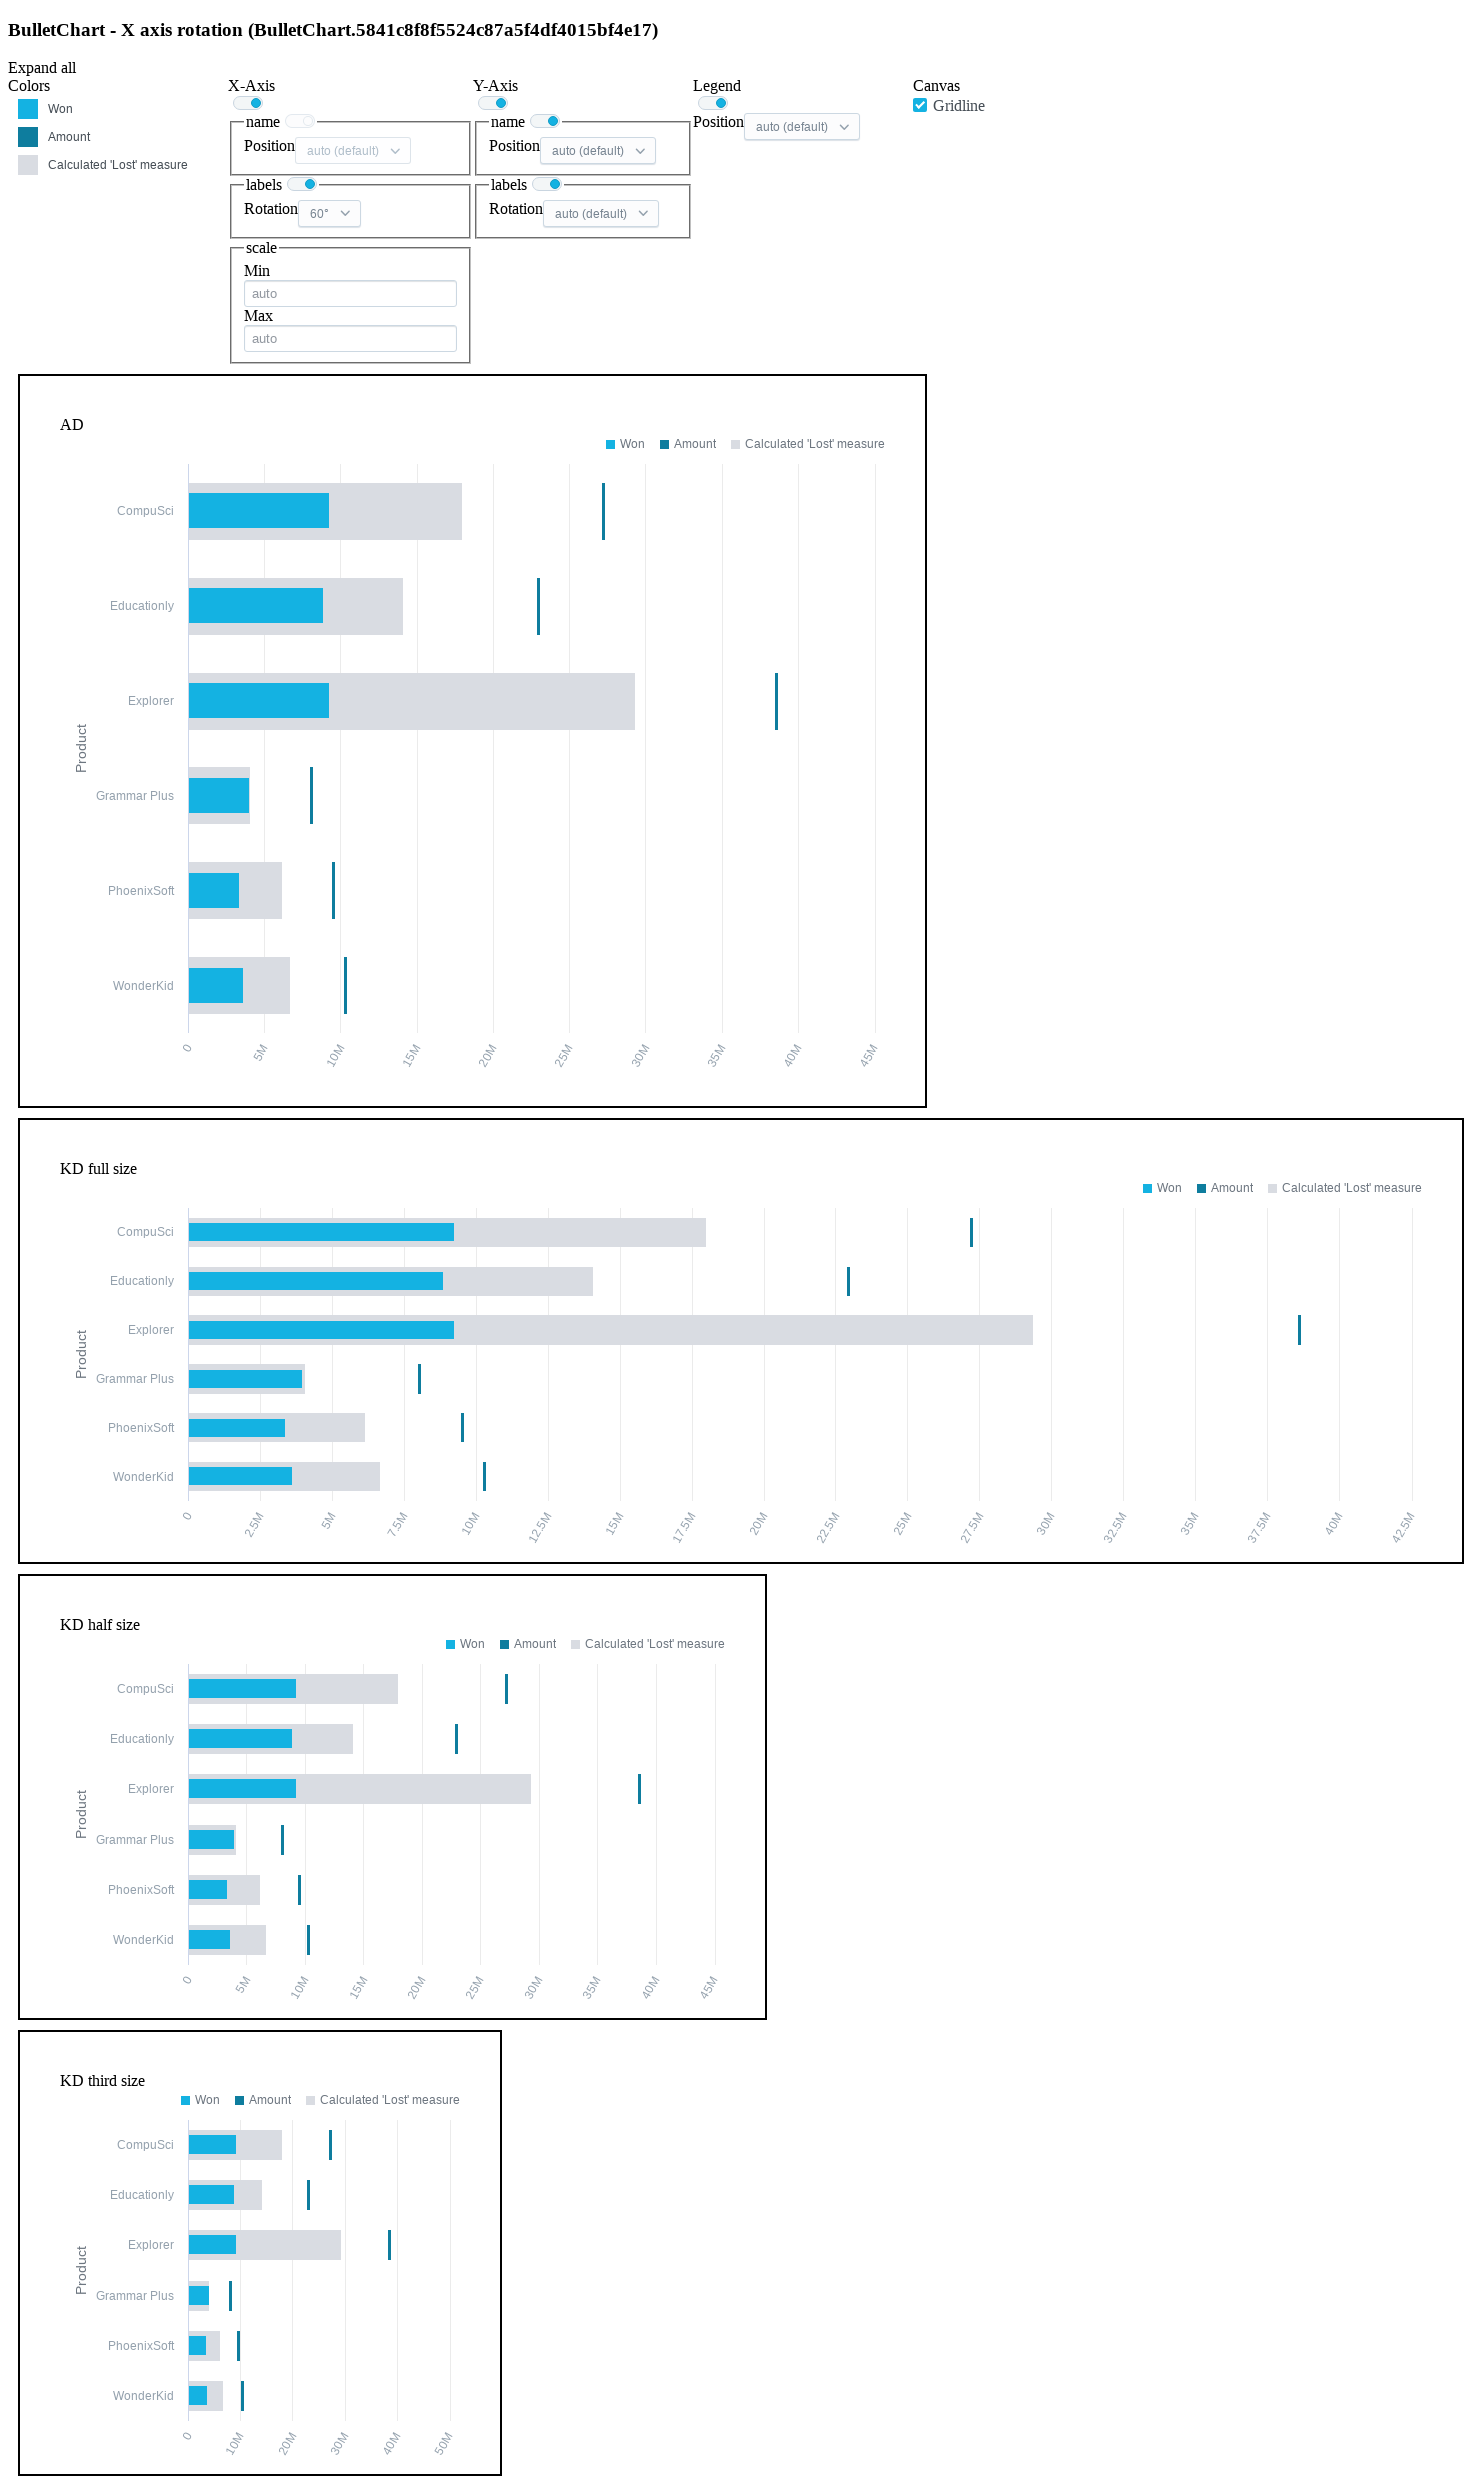 BulletChart - X axis rotation (BulletChart.5841c8f8f5524c87a5f4df4015bf4e17)
Expand all
Colors
Won
Amount
Calculated 'Lost' measure
X-Axis
name
Position auto (default)
labels
Rotation 60°
scale
Min
auto
Max
auto
Y-Axis
name
Position auto (default)
labels
Rotation auto (default)
Legend
Position auto (default)
Canvas
Gridline
AD
Won Amount Calculated 'Lost' measure
Product
CompuSci
Educationly
Explorer
Grammar Plus
PhoenixSoft
WonderKid
0 5M 10M 15M 20M 25M 30M 35M 40M 45M
KD full size
Won Amount Calculated 'Lost' measure
Product
CompuSci
Educationly
Explorer
Grammar Plus
PhoenixSoft
WonderKid
0 2.5M 5M 7.5M 10M 12.5M 15M 17.5M 20M 22.5M 25M 27.5M 30M 32.5M 35M 37.5M 40M 42.5M
KD half size
Won Amount Calculated 'Lost' measure
Product
CompuSci
Educationly
Explorer
Grammar Plus
PhoenixSoft
WonderKid
0 5M 10M 15M 20M 25M 30M 35M 40M 45M
KD third size
Won Amount Calculated 'Lost' measure
Product
CompuSci
Educationly
Explorer
Grammar Plus
PhoenixSoft
WonderKid
0 10M 20M 30M 40M 50M